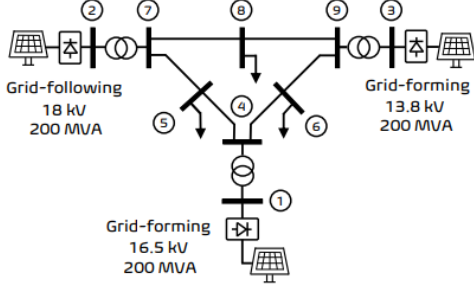 2
7
8
9
3
Grid-following
18 kV
200 MVA
Grid-forming
13.8 kV
200 MVA
5
4
6
1
Grid-forming
16.5 kV
200 MVA